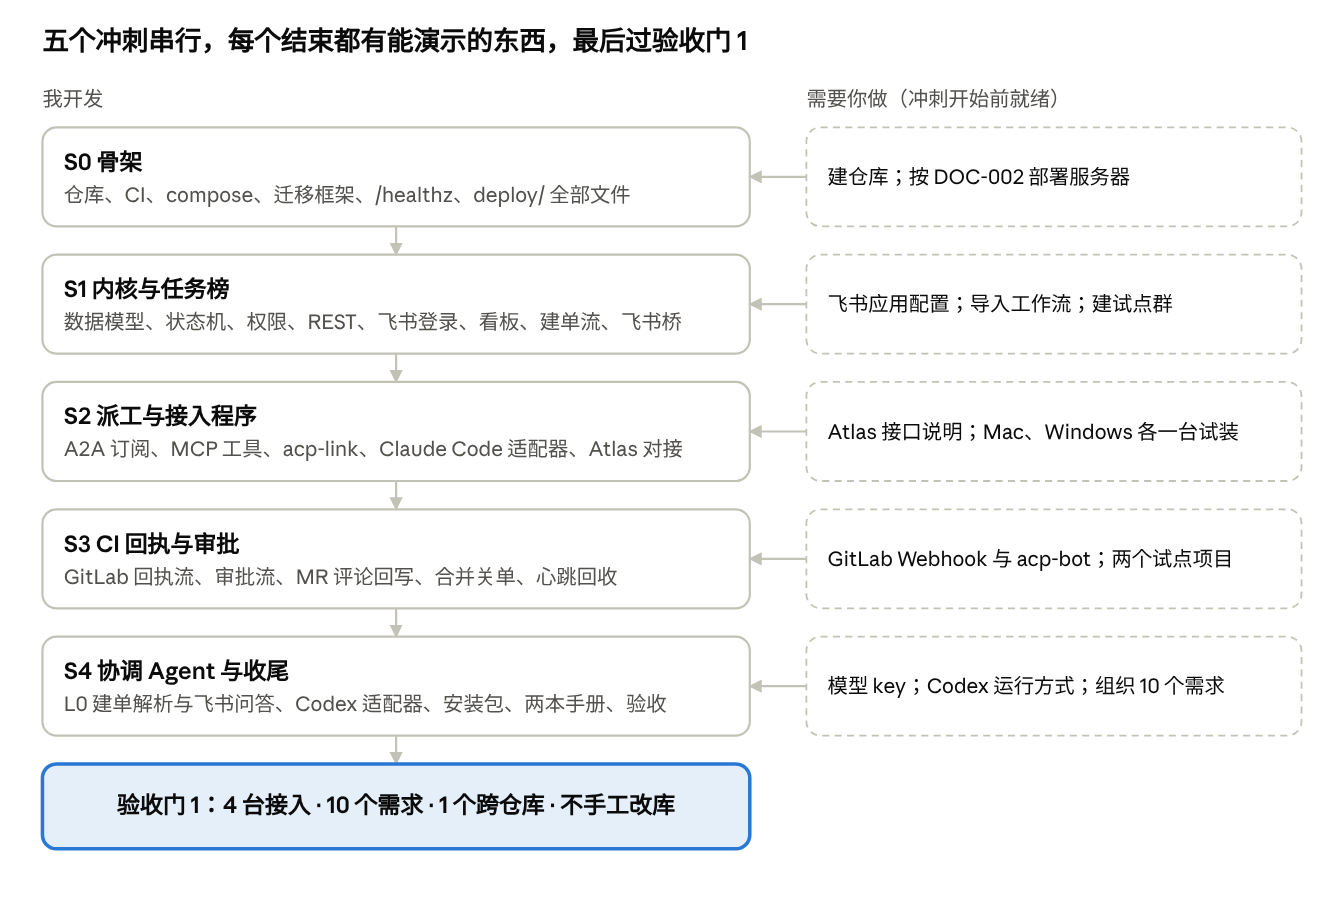 五个冲刺串行，每个结束都有能演示的东西，最后过验收门 1
我开发
需要你做（冲刺开始前就绪）
S0 骨架
仓库、CI、compose、迁移框架、/healthz、deploy/ 全部文件
建仓库；按 DOC-002 部署服务器
S1 内核与任务榜
数据模型、状态机、权限、REST、飞书登录、看板、建单流、飞书桥
飞书应用配置；导入工作流；建试点群
S2 派工与接入程序
A2A 订阅、MCP 工具、acp-link、Claude Code 适配器、Atlas 对接
Atlas 接口说明；Mac、Windows 各一台试装
S3 CI 回执与审批
GitLab 回执流、审批流、MR 评论回写、合并关单、心跳回收
GitLab Webhook 与 acp-bot；两个试点项目
S4 协调 Agent 与收尾
L0 建单解析与飞书问答、Codex 适配器、安装包、两本手册、验收
模型 key；Codex 运行方式；组织 10 个需求
验收门 1：4 台接入 · 10 个需求 · 1 个跨仓库 · 不手工改库